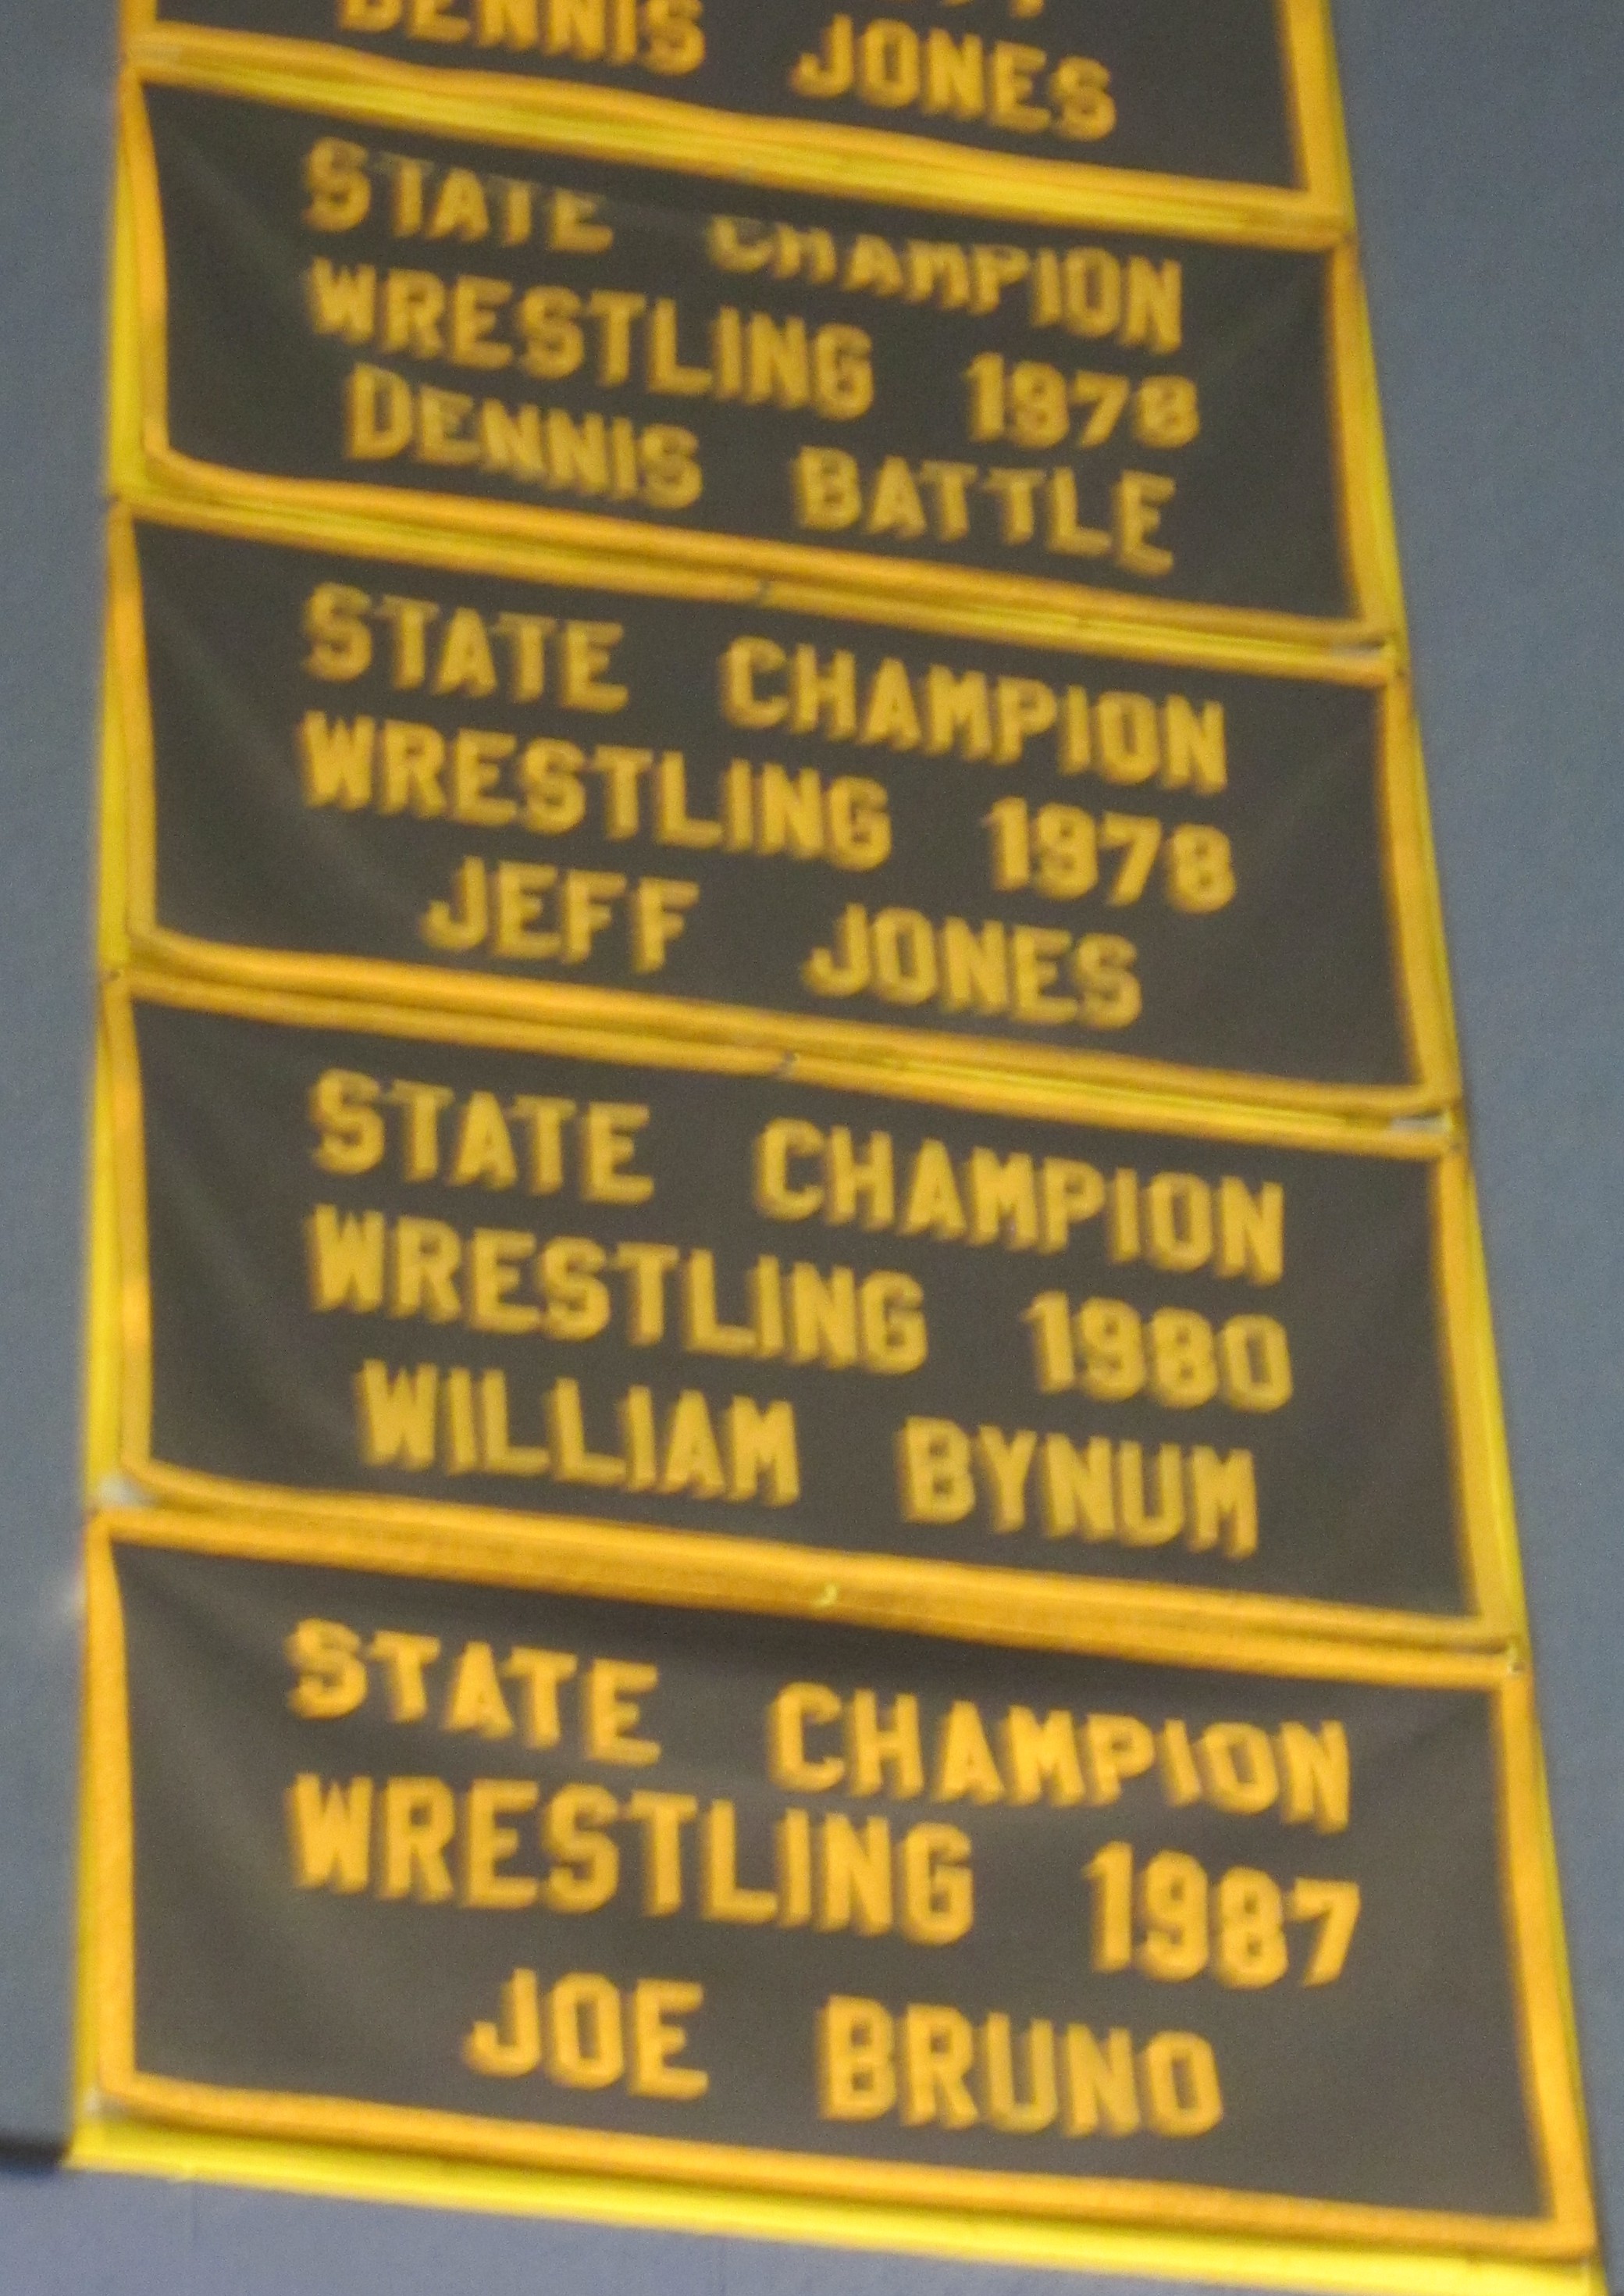 DENNIS JONES
STATE CHAMPION
WRESTLING 1978
DENNIS BATTLE
STATE CHAMPION
WRESTLING 1978
JEFF JONES
STATE CHAMPION
WRESTLING 1980
WILLIAM BYNUM
STATE CHAMPION
WRESTLING 1987
JOE BRUNO